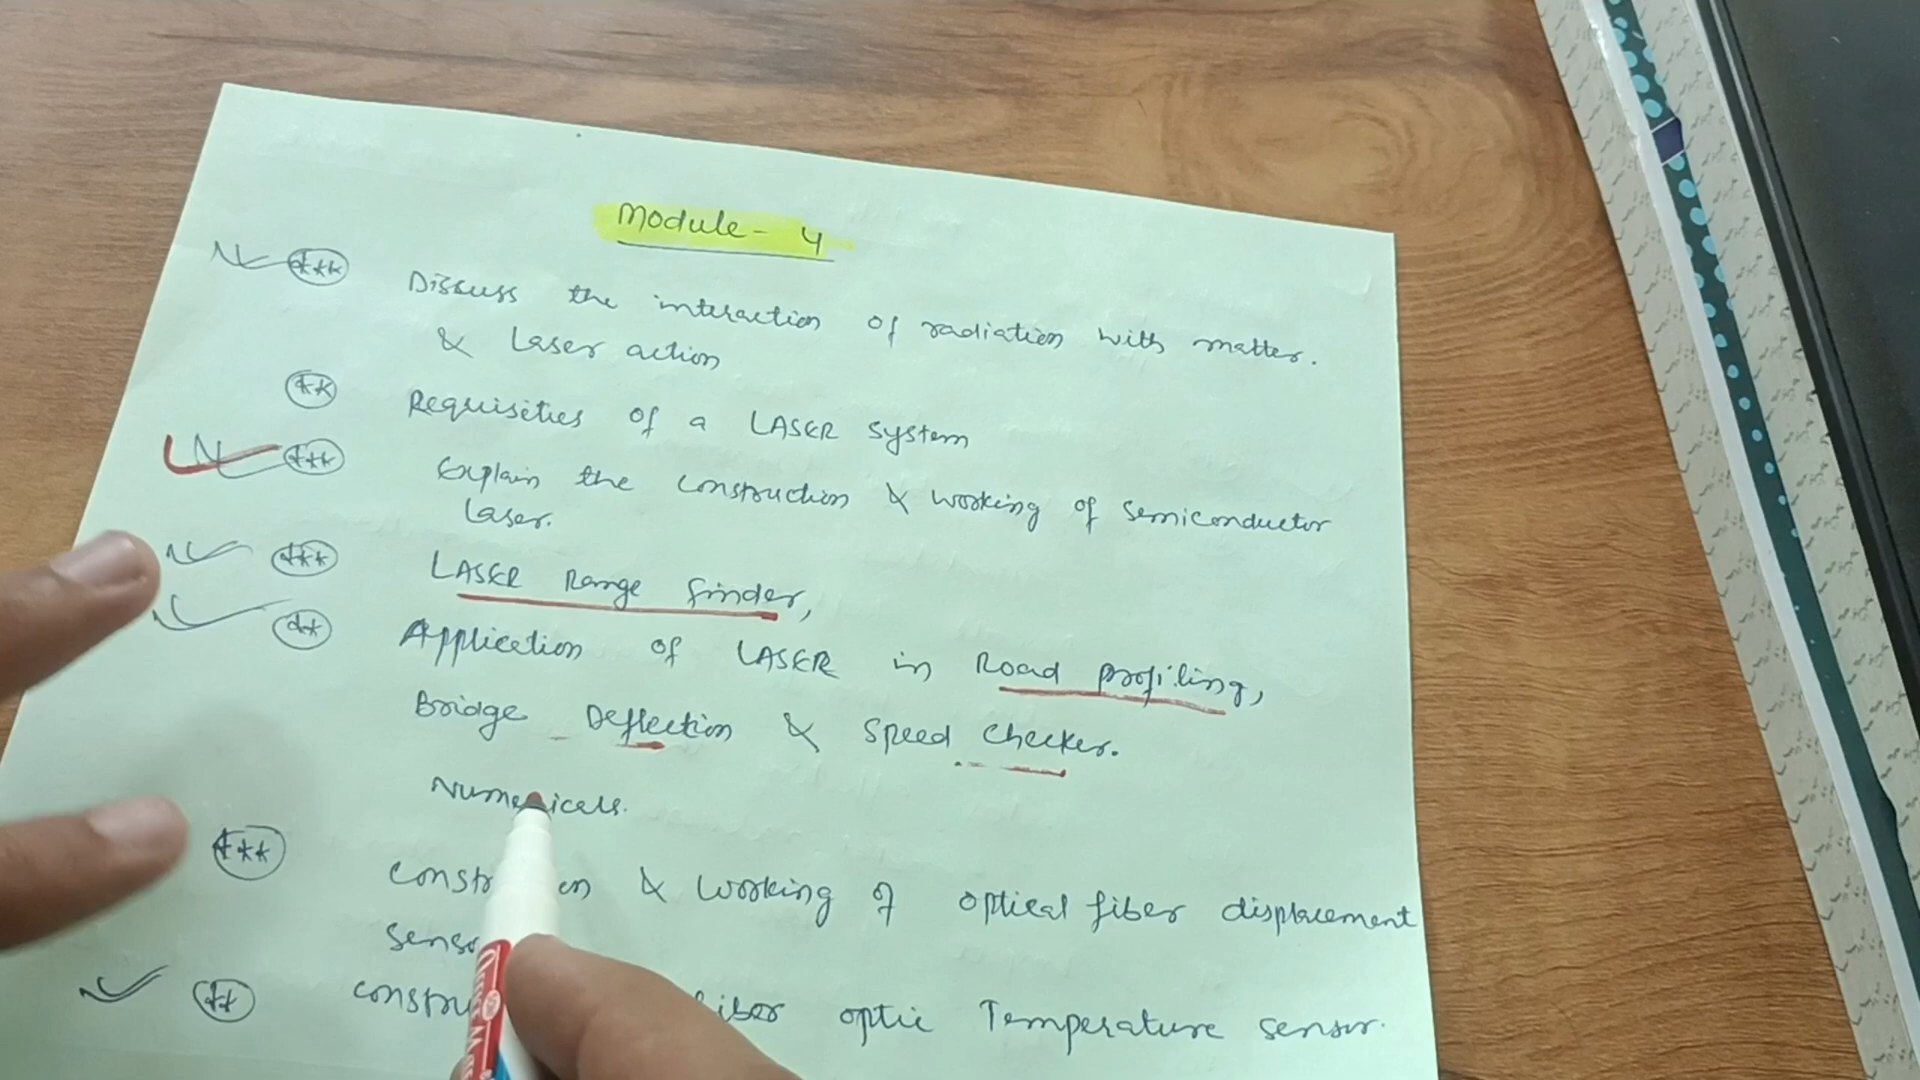 Module - 4
*** Discuss the interaction of radiation with matter.
& Laser action
** Requisities of a LASER system
*** Explain the construction & working of semiconductor
Laser.
*** LASER Range finder,
** Application of LASER in Road profiling,
Bridge Deflection & Speed checker.
Numericals.
*** & working of optical fiber displacement
** optic Temperature sensor.